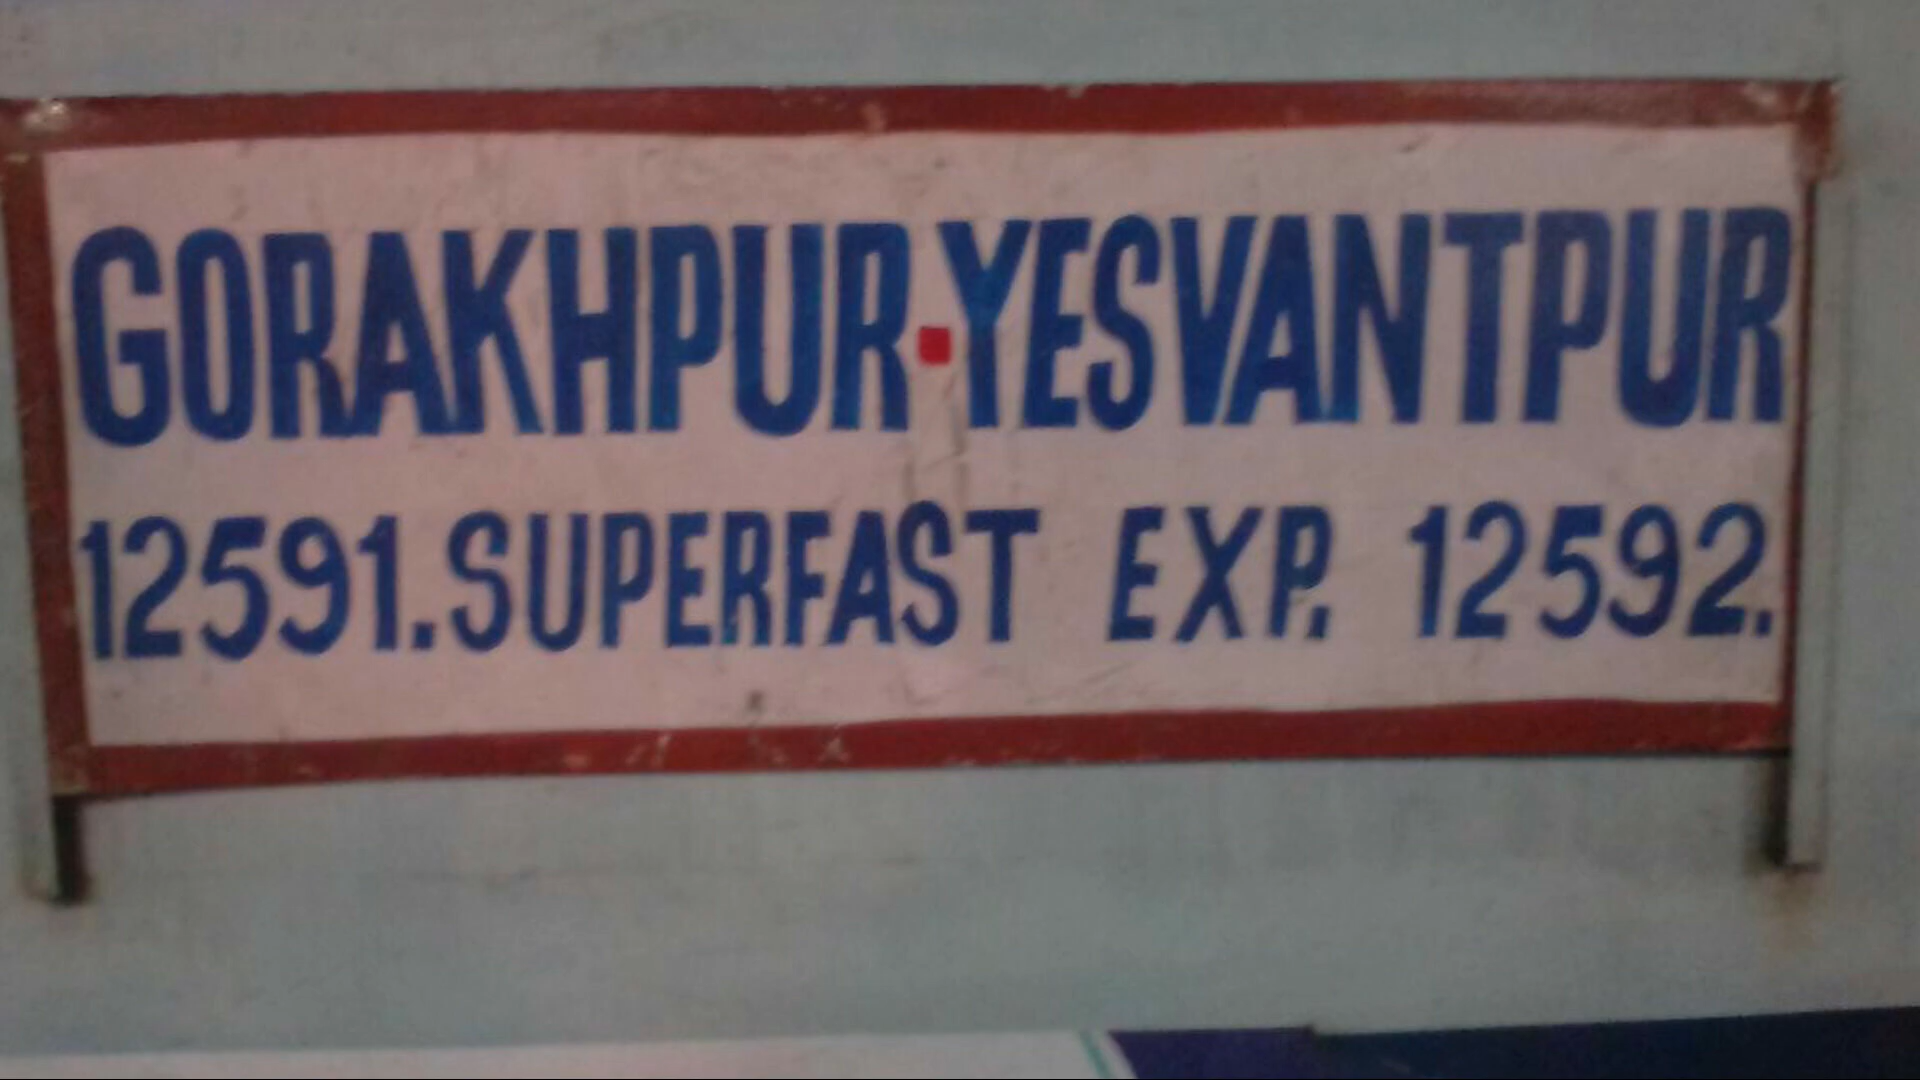 GORAKHPUR-YESVANTPUR
12591.SUPERFAST EXP. 12592.